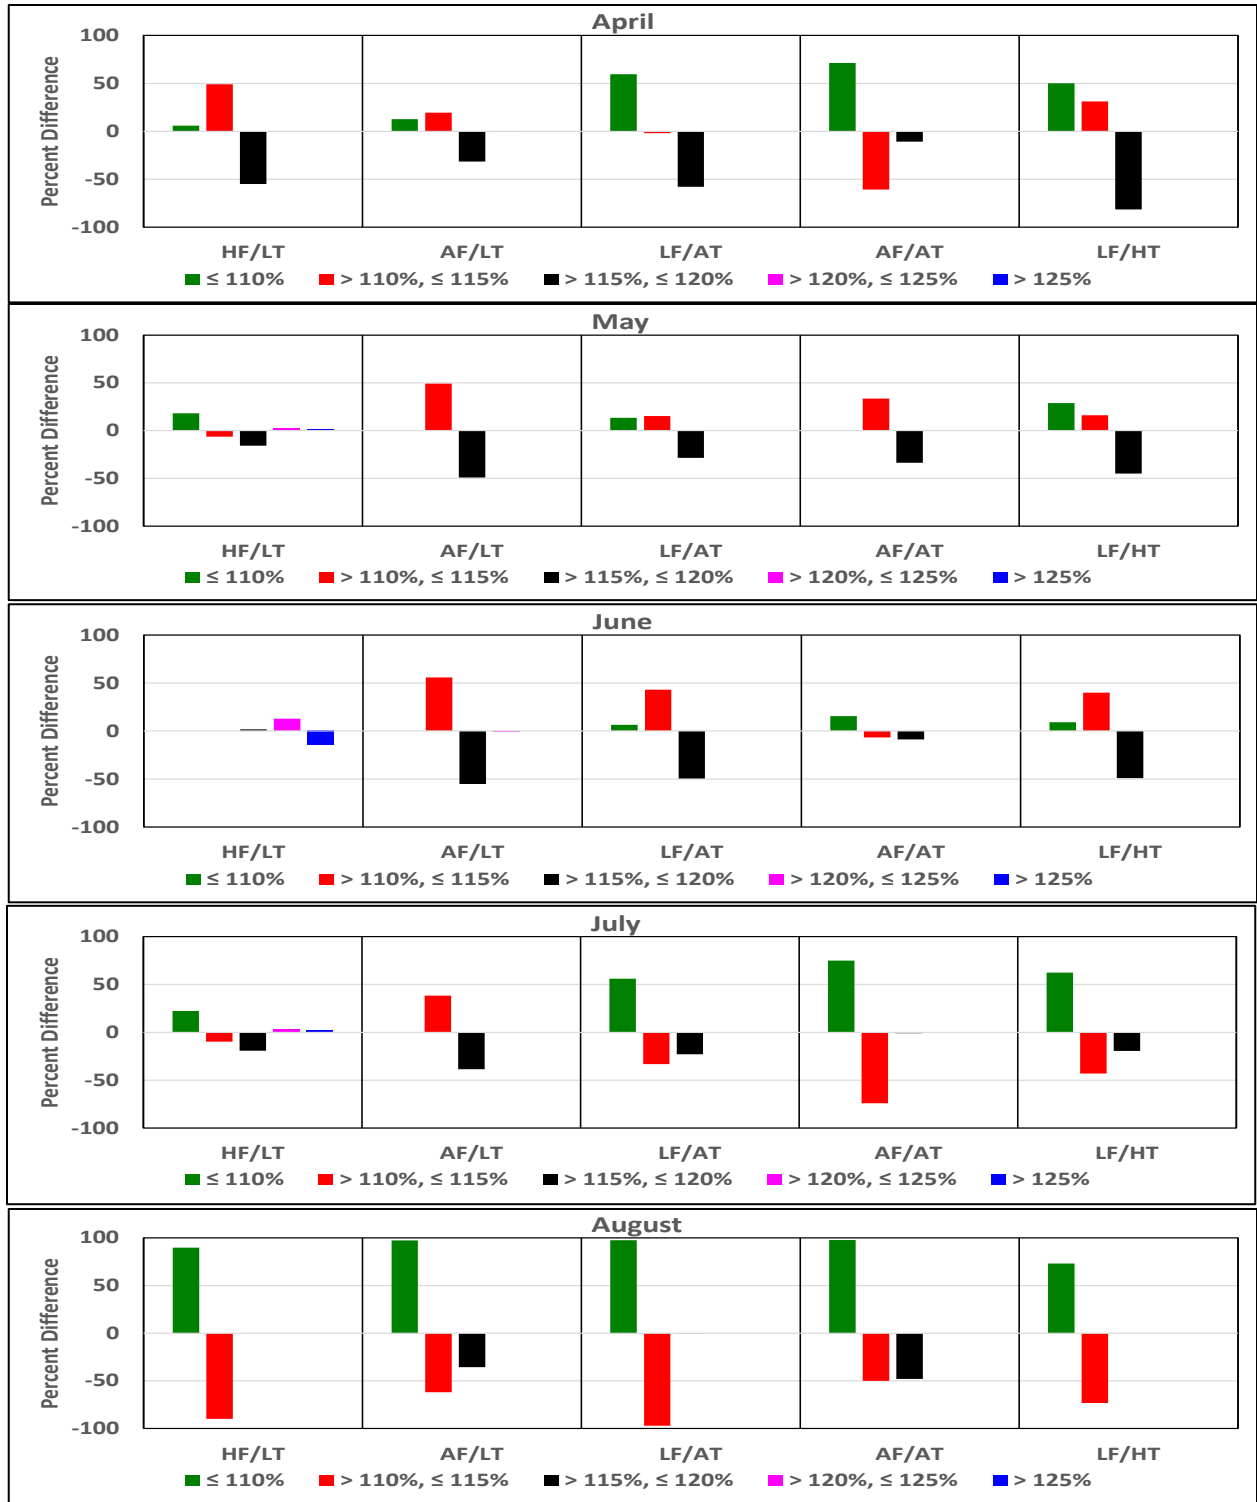 April
Percent Difference
100
50
0
-50
-100
HF/LT AF/LT LF/AT AF/AT LF/HT
≤ 110% > 110%, ≤ 115% > 115%, ≤ 120% > 120%, ≤ 125% > 125%
May
Percent Difference
100
50
0
-50
-100
HF/LT AF/LT LF/AT AF/AT LF/HT
≤ 110% > 110%, ≤ 115% > 115%, ≤ 120% > 120%, ≤ 125% > 125%
June
Percent Difference
100
50
0
-50
-100
HF/LT AF/LT LF/AT AF/AT LF/HT
≤ 110% > 110%, ≤ 115% > 115%, ≤ 120% > 120%, ≤ 125% > 125%
July
Percent Difference
100
50
0
-50
-100
HF/LT AF/LT LF/AT AF/AT LF/HT
≤ 110% > 110%, ≤ 115% > 115%, ≤ 120% > 120%, ≤ 125% > 125%
August
Percent Difference
100
50
0
-50
-100
HF/LT AF/LT LF/AT AF/AT LF/HT
≤ 110% > 110%, ≤ 115% > 115%, ≤ 120% > 120%, ≤ 125% > 125%